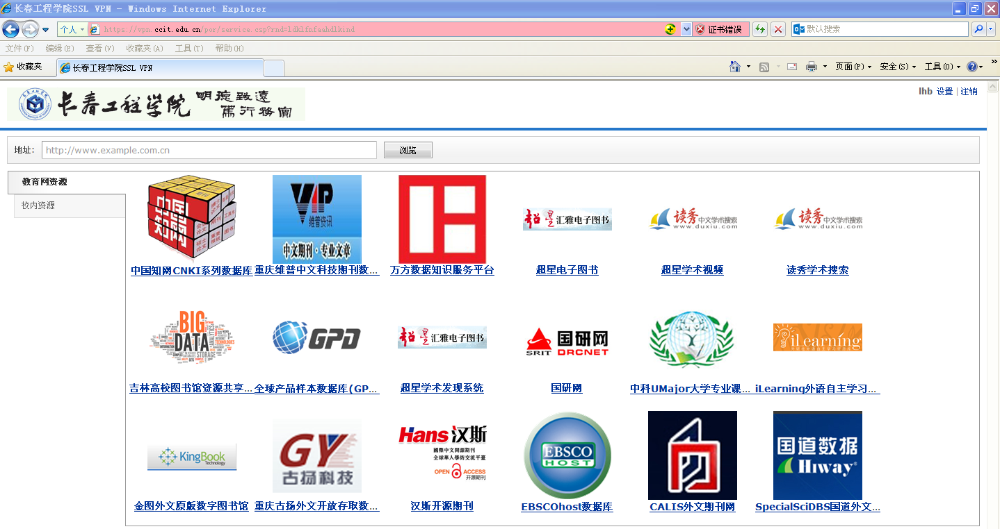 长春工程学院SSL VPN - Windows Internet Explorer
个人 https://vpn.ccit.edu.cn/por/service.csp?rnd=ldklfnfaahdlkind 证书错误 默认搜索
文件(F) 编辑(E) 查看(V) 收藏夹(A) 工具(T) 帮助(H)
收藏夹 长春工程学院SSL VPN 页面(P) 安全(S) 工具(O) »
长春工程学院 明德致遠 篤行務實
lhb 设置 | 注销
地址: http://www.example.com.cn 浏览
教育网资源
校内资源
中国知网
VIP
维普资讯
中文期刊·专业文章
超星 汇雅电子图书
读秀中文学术搜索
www.duxiu.com
读秀中文学术搜索
www.duxiu.com
中国知网CNKI系列数据库 重庆维普中文科技期刊数... 万方数据知识服务平台 超星电子图书 超星学术视频 读秀学术搜索
BIG
DATA
GPD
超星 汇雅电子图书
国研网
SRIT DRCNET
iLearning
吉林高校图书馆资源共享... 全球产品样本数据库(GP... 超星学术发现系统 国研网 中科UMajor大学专业课... iLearning外语自主学习...
KingBook
Technology
GY
古扬科技
Hans汉斯
國際中文開源期刊
全球華人學術交流平臺
OPEN ACCESS
开源期刊
EBSCO
HOST
国道数据
Hiway
金图外文原版数字图书馆 重庆古扬外文开放存取数... 汉斯开源期刊 EBSCOhost数据库 CALIS外文期刊网 SpecialSciDBS国道外文...